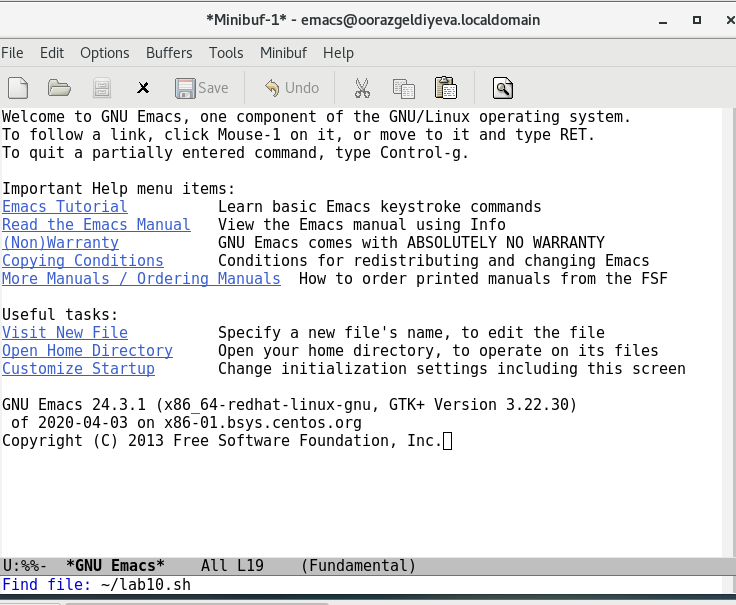 *Minibuf-1* - emacs@oorazgeldiyeva.localdomain
File Edit Options Buffers Tools Minibuf Help
Save Undo
Welcome to GNU Emacs, one component of the GNU/Linux operating system.
To follow a link, click Mouse-1 on it, or move to it and type RET.
To quit a partially entered command, type Control-g.
Important Help menu items:
Emacs Tutorial Learn basic Emacs keystroke commands
Read the Emacs Manual View the Emacs manual using Info
(Non)Warranty GNU Emacs comes with ABSOLUTELY NO WARRANTY
Copying Conditions Conditions for redistributing and changing Emacs
More Manuals / Ordering Manuals How to order printed manuals from the FSF
Useful tasks:
Visit New File Specify a new file's name, to edit the file
Open Home Directory Open your home directory, to operate on its files
Customize Startup Change initialization settings including this screen
GNU Emacs 24.3.1 (x86_64-redhat-linux-gnu, GTK+ Version 3.22.30)
of 2020-04-03 on x86-01.bsys.centos.org
Copyright (C) 2013 Free Software Foundation, Inc.
U:%%- *GNU Emacs* All L19 (Fundamental)
Find file: ~/lab10.sh